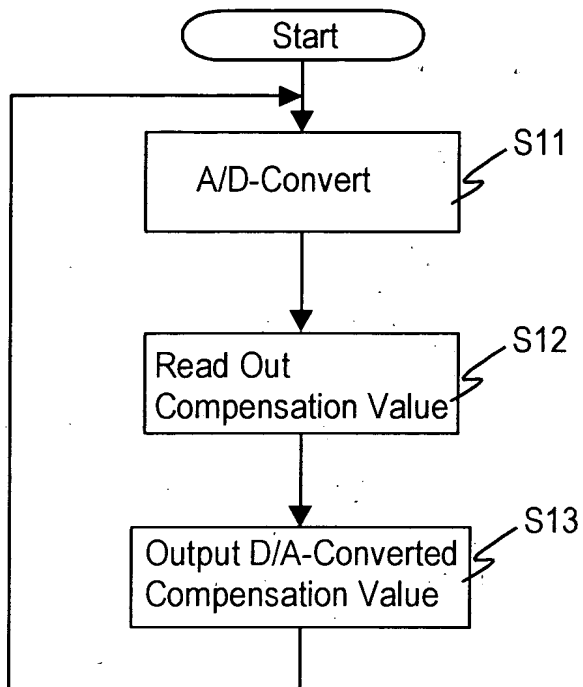 Start
S11
A/D-Convert
S12
Read Out
Compensation Value
S13
Output D/A-Converted
Compensation Value